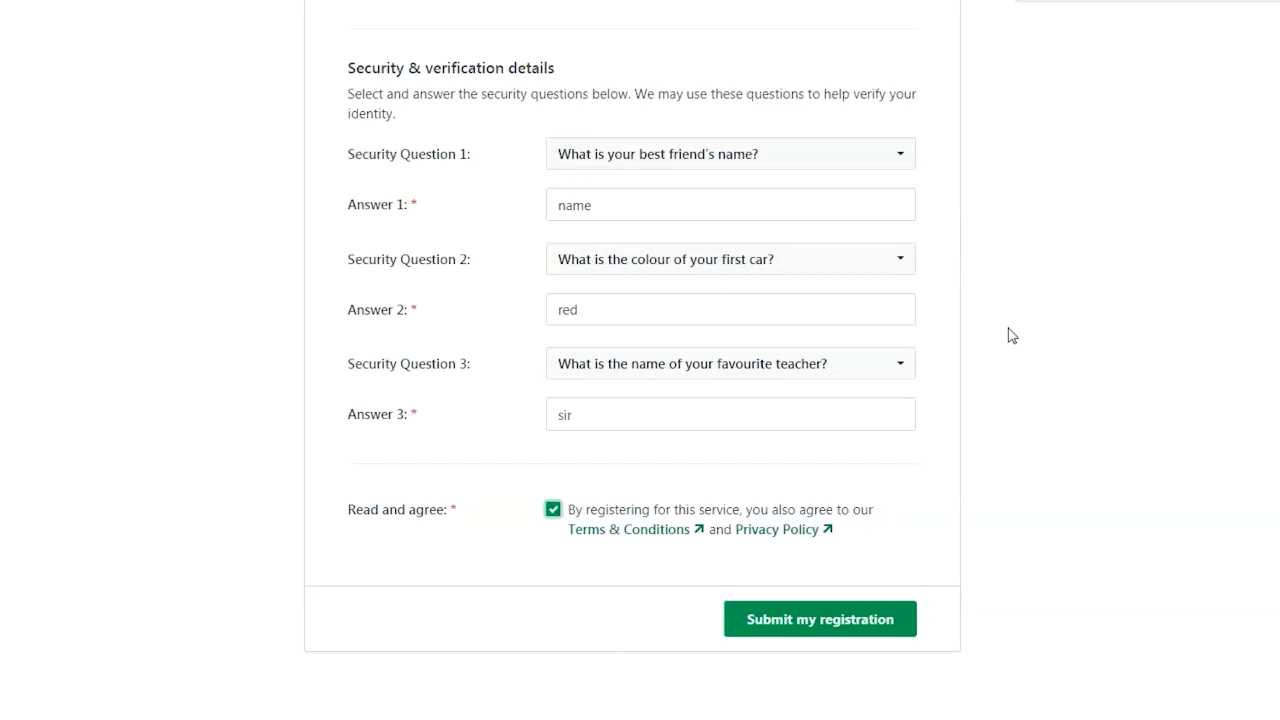 Security & verification details
Select and answer the security questions below. We may use these questions to help verify your
identity.
Security Question 1: What is your best friend's name?
Answer 1: * name
Security Question 2: What is the colour of your first car?
Answer 2: * red
Security Question 3: What is the name of your favourite teacher?
Answer 3: * sir
Read and agree: * By registering for this service, you also agree to our
Terms & Conditions and Privacy Policy
Submit my registration